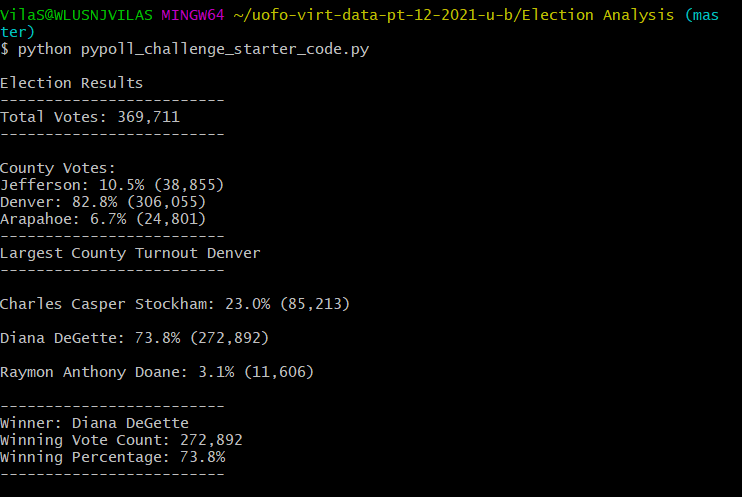 VilaS@WLUSNJVILAS MINGW64 ~/uofo-virt-data-pt-12-2021-u-b/Election Analysis (mas
ter)
$ python pypoll_challenge_starter_code.py
Election Results
-------------------------
Total Votes: 369,711
-------------------------
County Votes:
Jefferson: 10.5% (38,855)
Denver: 82.8% (306,055)
Arapahoe: 6.7% (24,801)
-------------------------
Largest County Turnout Denver
-------------------------
Charles Casper Stockham: 23.0% (85,213)
Diana DeGette: 73.8% (272,892)
Raymon Anthony Doane: 3.1% (11,606)
-------------------------
Winner: Diana DeGette
Winning Vote Count: 272,892
Winning Percentage: 73.8%
-------------------------